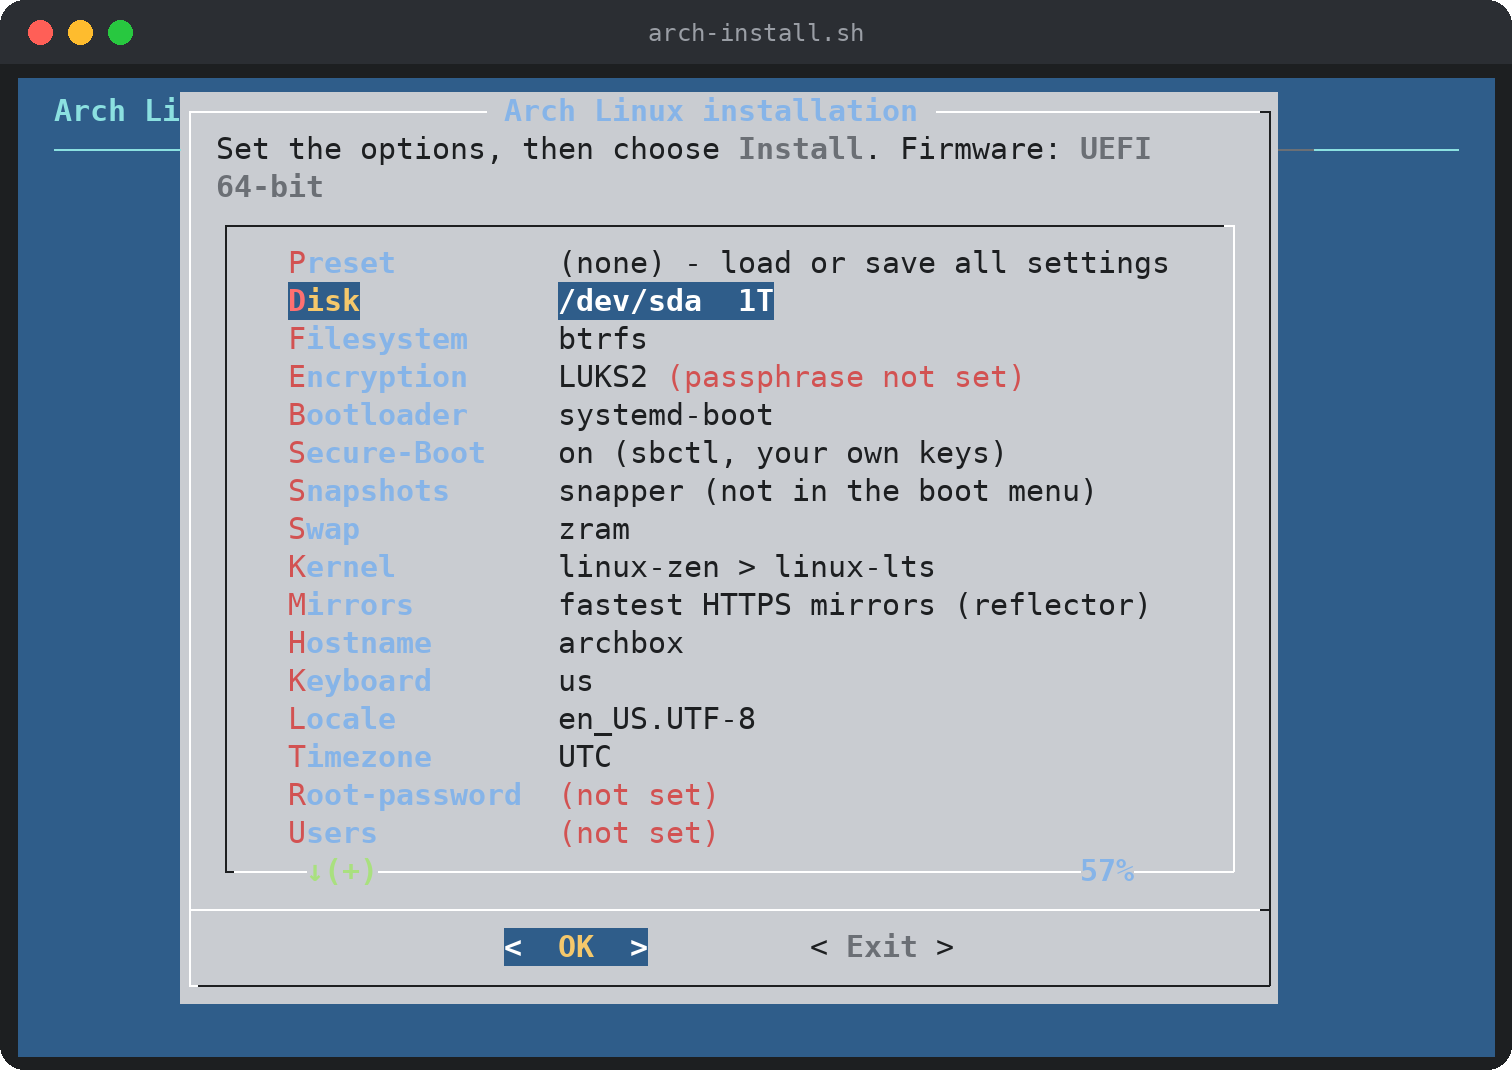 arch-install.sh
Arch Li
Arch Linux installation
Set the options, then choose Install. Firmware: UEFI
64-bit
Preset (none) - load or save all settings
Disk /dev/sda 1T
Filesystem btrfs
Encryption LUKS2 (passphrase not set)
Bootloader systemd-boot
Secure-Boot on (sbctl, your own keys)
Snapshots snapper (not in the boot menu)
Swap zram
Kernel linux-zen > linux-lts
Mirrors fastest HTTPS mirrors (reflector)
Hostname archbox
Keyboard us
Locale en_US.UTF-8
Timezone UTC
Root-password (not set)
Users (not set)
↓(+) 57%
< OK > < Exit >